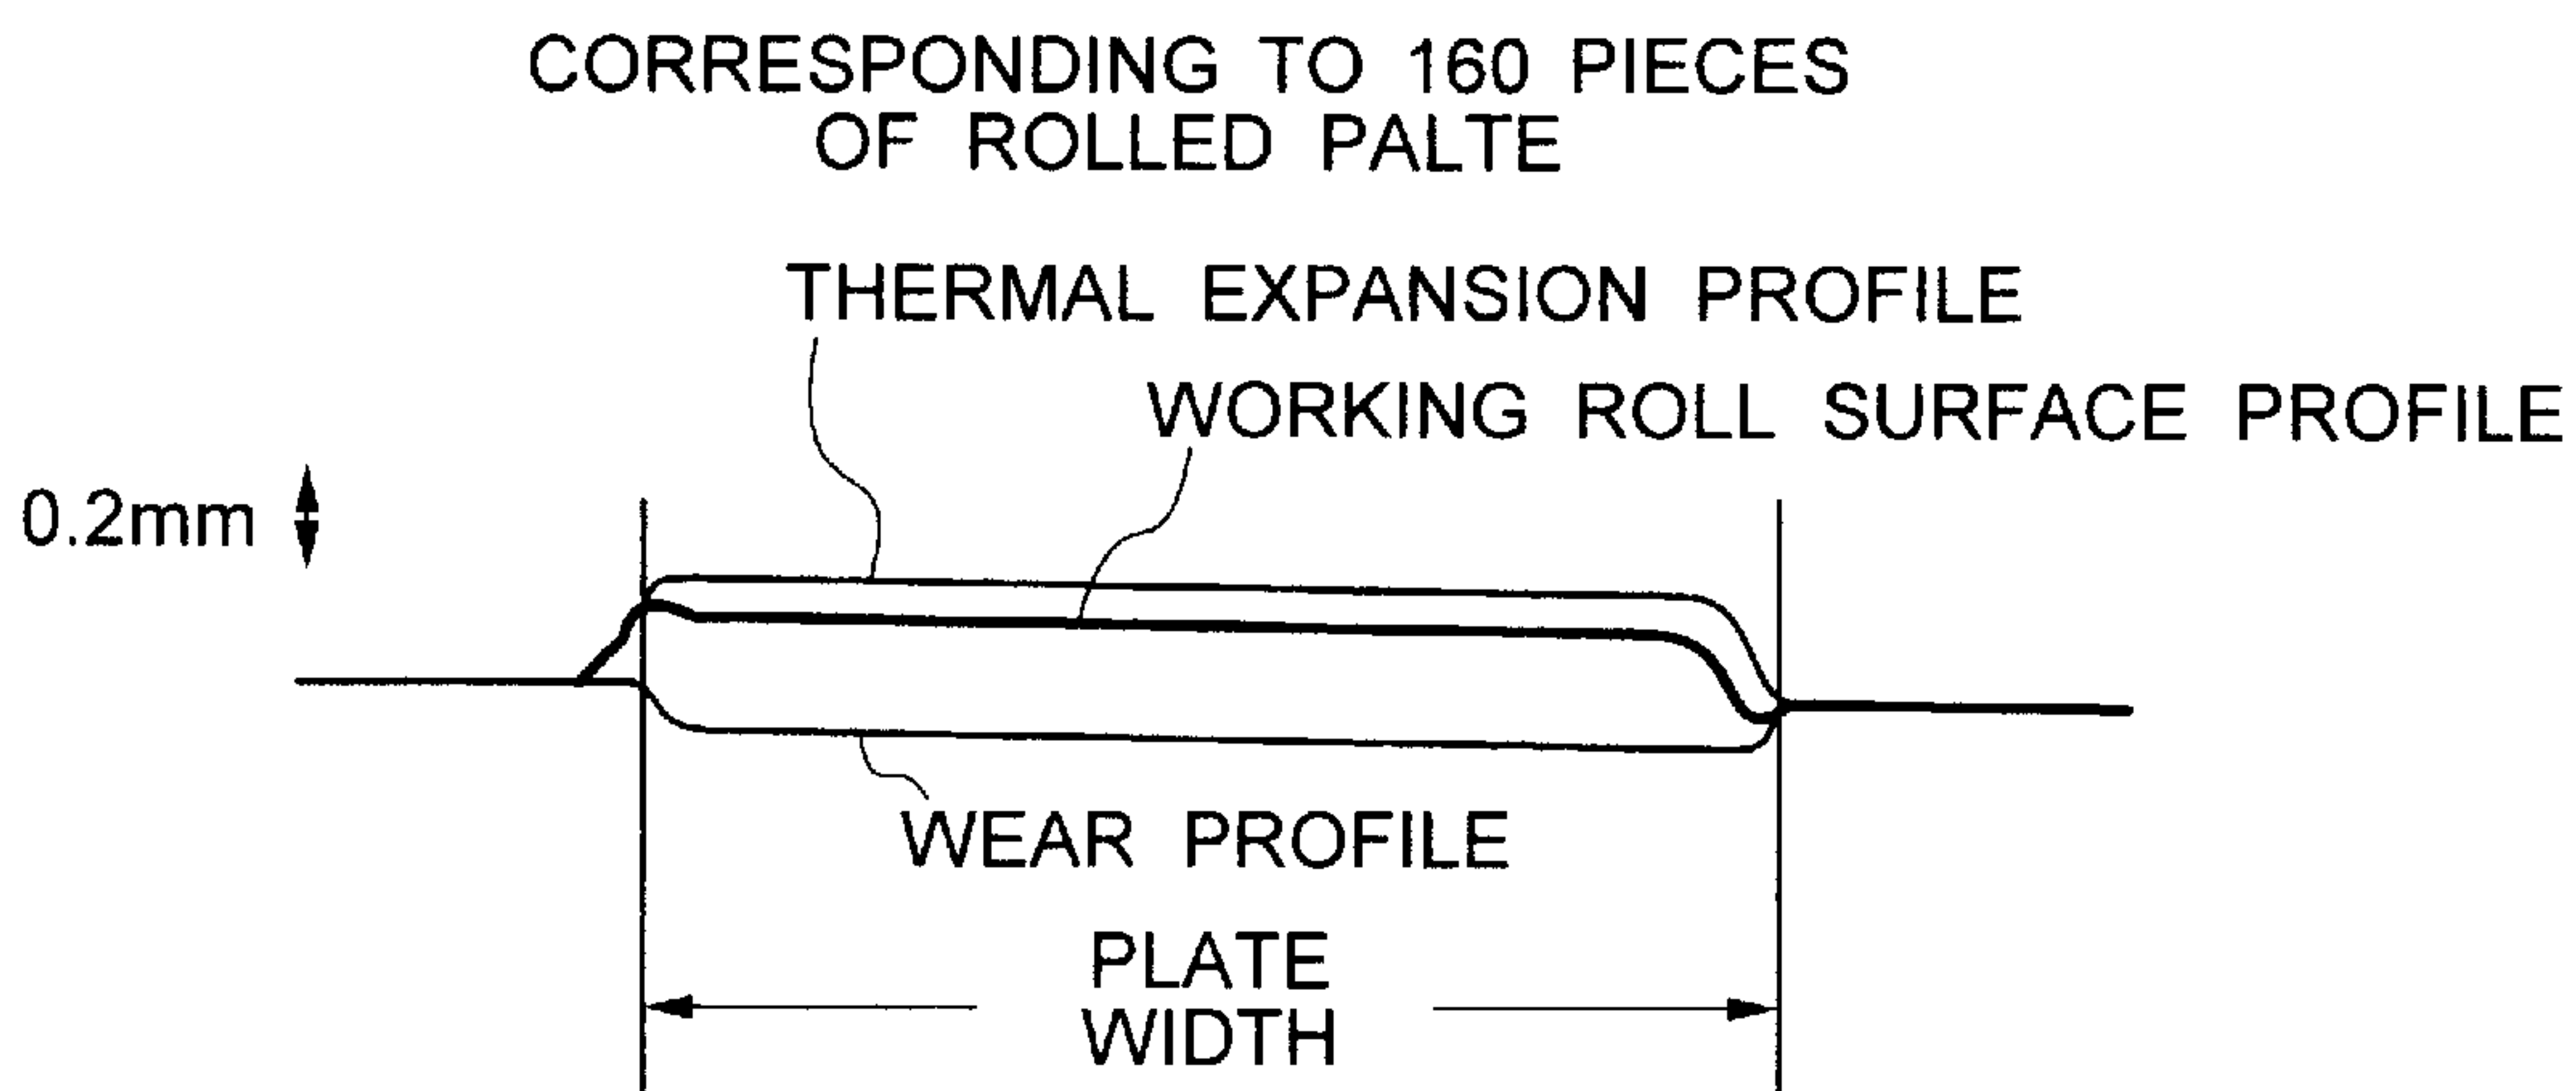 CORRESPONDING TO 160 PIECES
OF ROLLED PALTE
THERMAL EXPANSION PROFILE
WORKING ROLL SURFACE PROFILE
0.2mm
WEAR PROFILE
PLATE
WIDTH